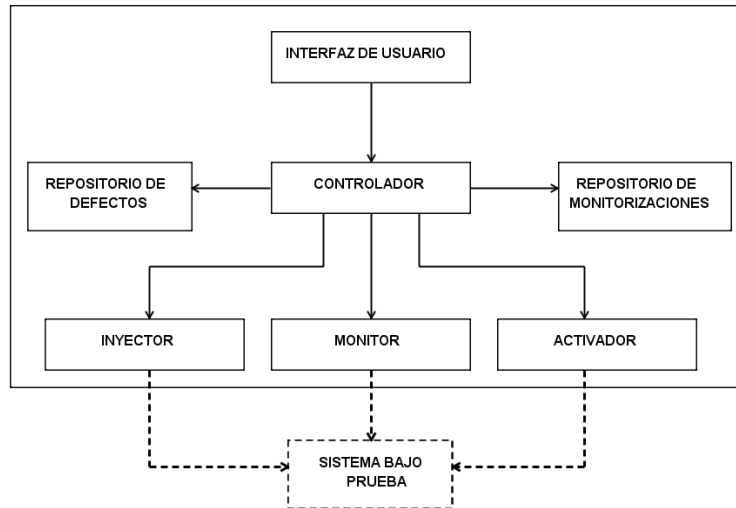 INTERFAZ DE USUARIO
REPOSITORIO DE
DEFECTOS
CONTROLADOR
REPOSITORIO DE
MONITORIZACIONES
INYECTOR
MONITOR
ACTIVADOR
SISTEMA BAJO
PRUEBA